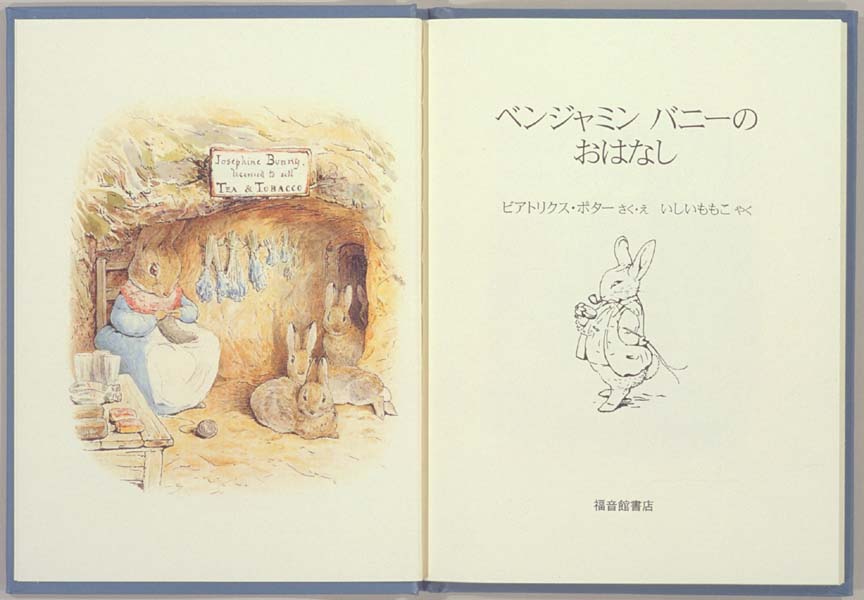 Josephine Bunny.
licensed to sell
TEA & TOBACCO
ベンジャミン バニーの
おはなし
ビアトリクス・ポター さく・え いしいももこ やく
福音館書店